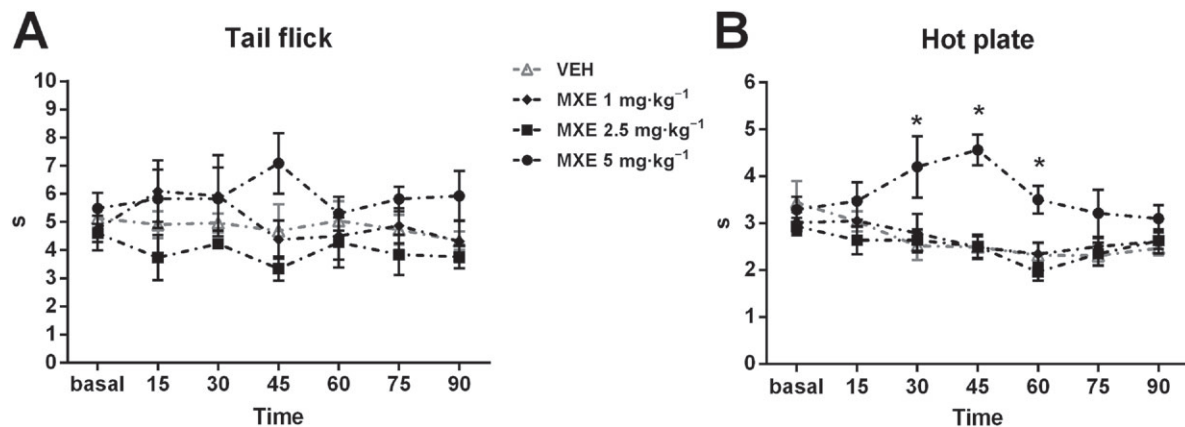 A
Tail flick
10
9
8
7
6
5
4
3
2
1
0
s
basal 15 30 45 60 75 90
Time
VEH
MXE 1 mg·kg⁻¹
MXE 2.5 mg·kg⁻¹
MXE 5 mg·kg⁻¹
B
Hot plate
6
5
4
3
2
1
0
s
* * *
basal 15 30 45 60 75 90
Time